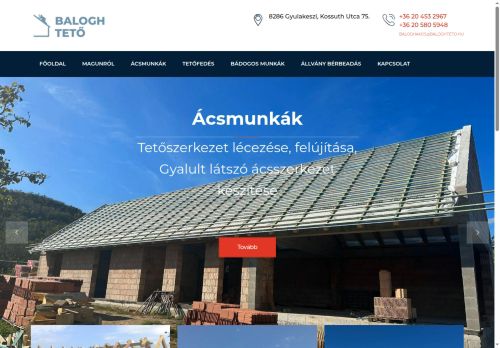 BALOGH
TETŐ
8286 Gyulakeszi, Kossuth Utca 75.
+36 20 453 2967
+36 20 580 5948
FŐOLDAL
MAGUNRÓL
ÁCSMUNKÁK
TETŐFEDÉS
BÁDOGOS MUNKÁK
ÁLLVÁNY BÉRBEADÁS
KAPCSOLAT
Ácsmunkák
Tetőszerkezet lécezése, felújítása,
Gyalult látszó ácsszerkezet
készítése
Tovább